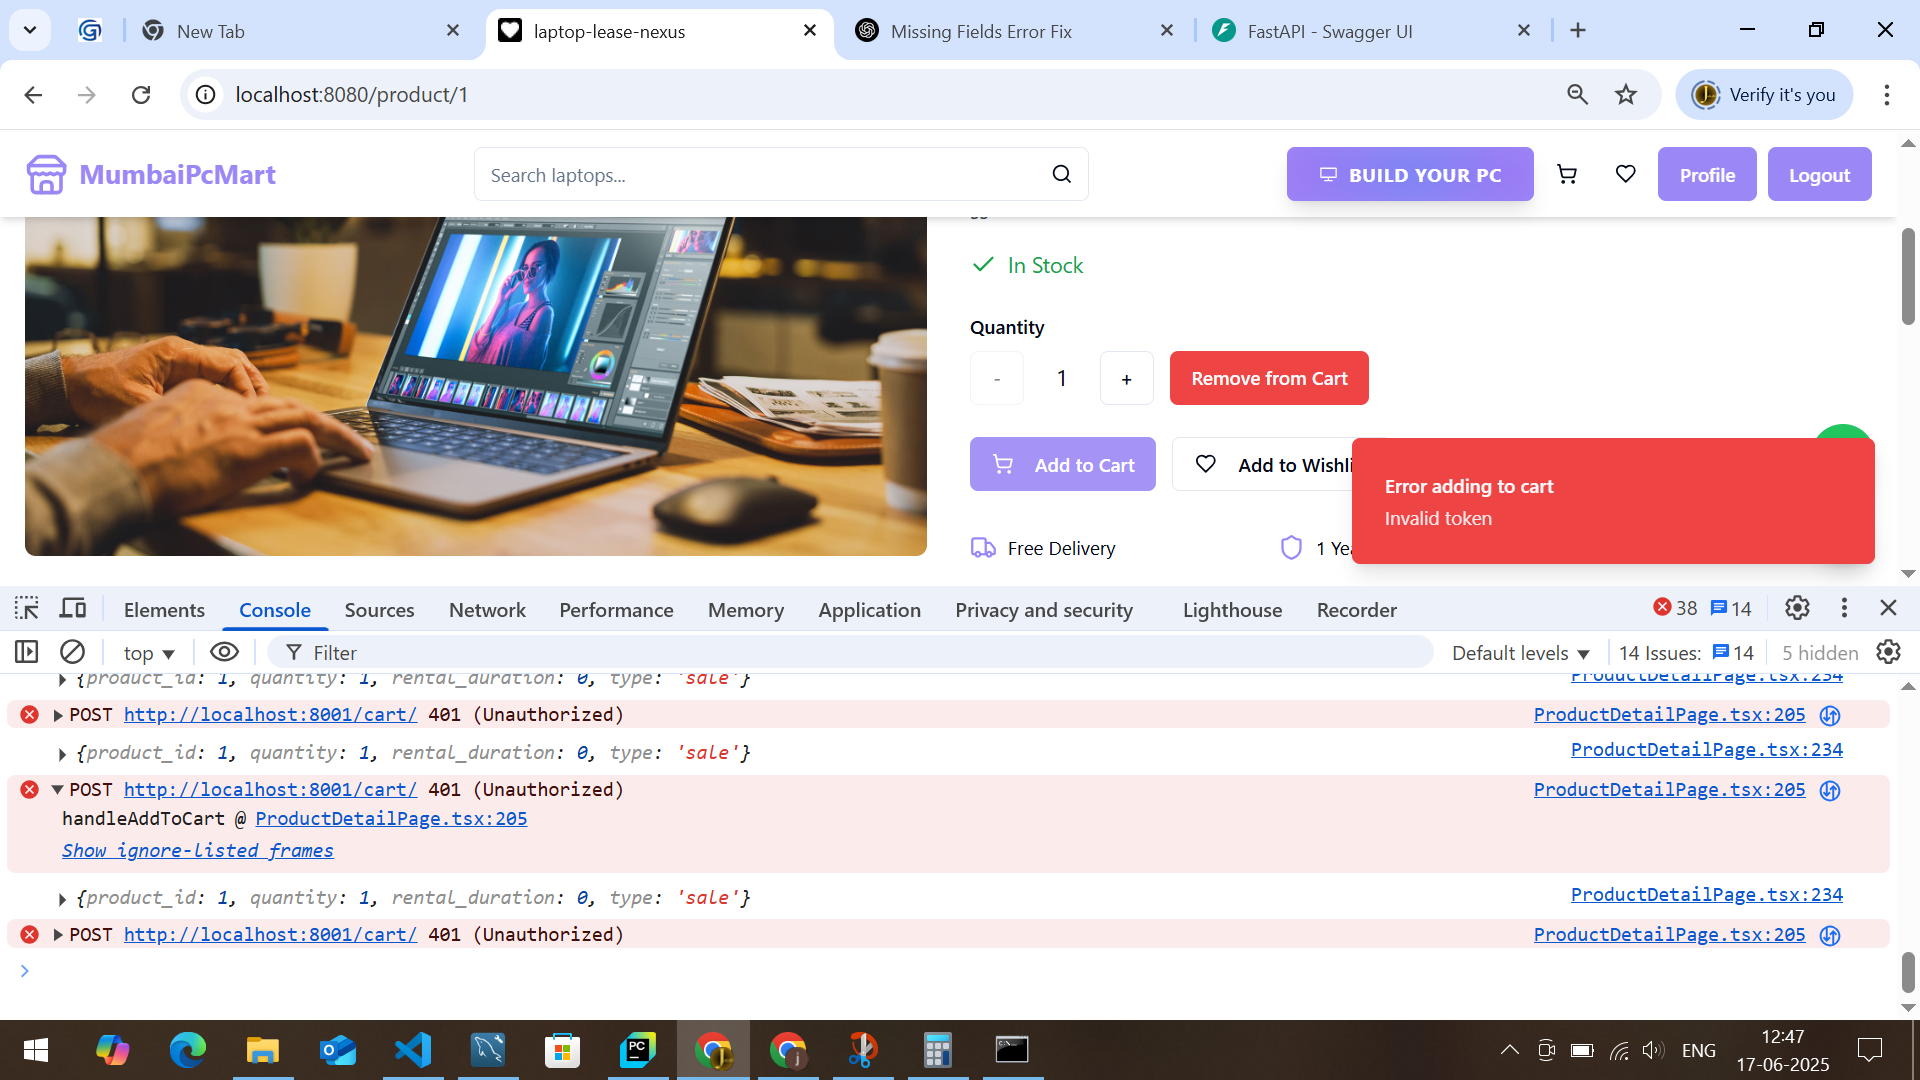 New Tab
laptop-lease-nexus
Missing Fields Error Fix
FastAPI - Swagger UI
localhost:8080/product/1
Verify it's you
MumbaiPcMart
Search laptops...
BUILD YOUR PC
Profile
Logout
In Stock
Quantity
- 1 +
Remove from Cart
Add to Cart
Add to Wishli
Error adding to cart
Invalid token
Free Delivery
1 Yea
Elements Console Sources Network Performance Memory Application Privacy and security Lighthouse Recorder
38 14
top
Filter
Default levels
14 Issues: 14
5 hidden
{product_id: 1, quantity: 1, rental_duration: 0, type: 'sale'} ProductDetailPage.tsx:234
POST http://localhost:8001/cart/ 401 (Unauthorized) ProductDetailPage.tsx:205
{product_id: 1, quantity: 1, rental_duration: 0, type: 'sale'} ProductDetailPage.tsx:234
POST http://localhost:8001/cart/ 401 (Unauthorized) ProductDetailPage.tsx:205
handleAddToCart @ ProductDetailPage.tsx:205
Show ignore-listed frames
{product_id: 1, quantity: 1, rental_duration: 0, type: 'sale'} ProductDetailPage.tsx:234
POST http://localhost:8001/cart/ 401 (Unauthorized) ProductDetailPage.tsx:205
ENG
12:47
17-06-2025